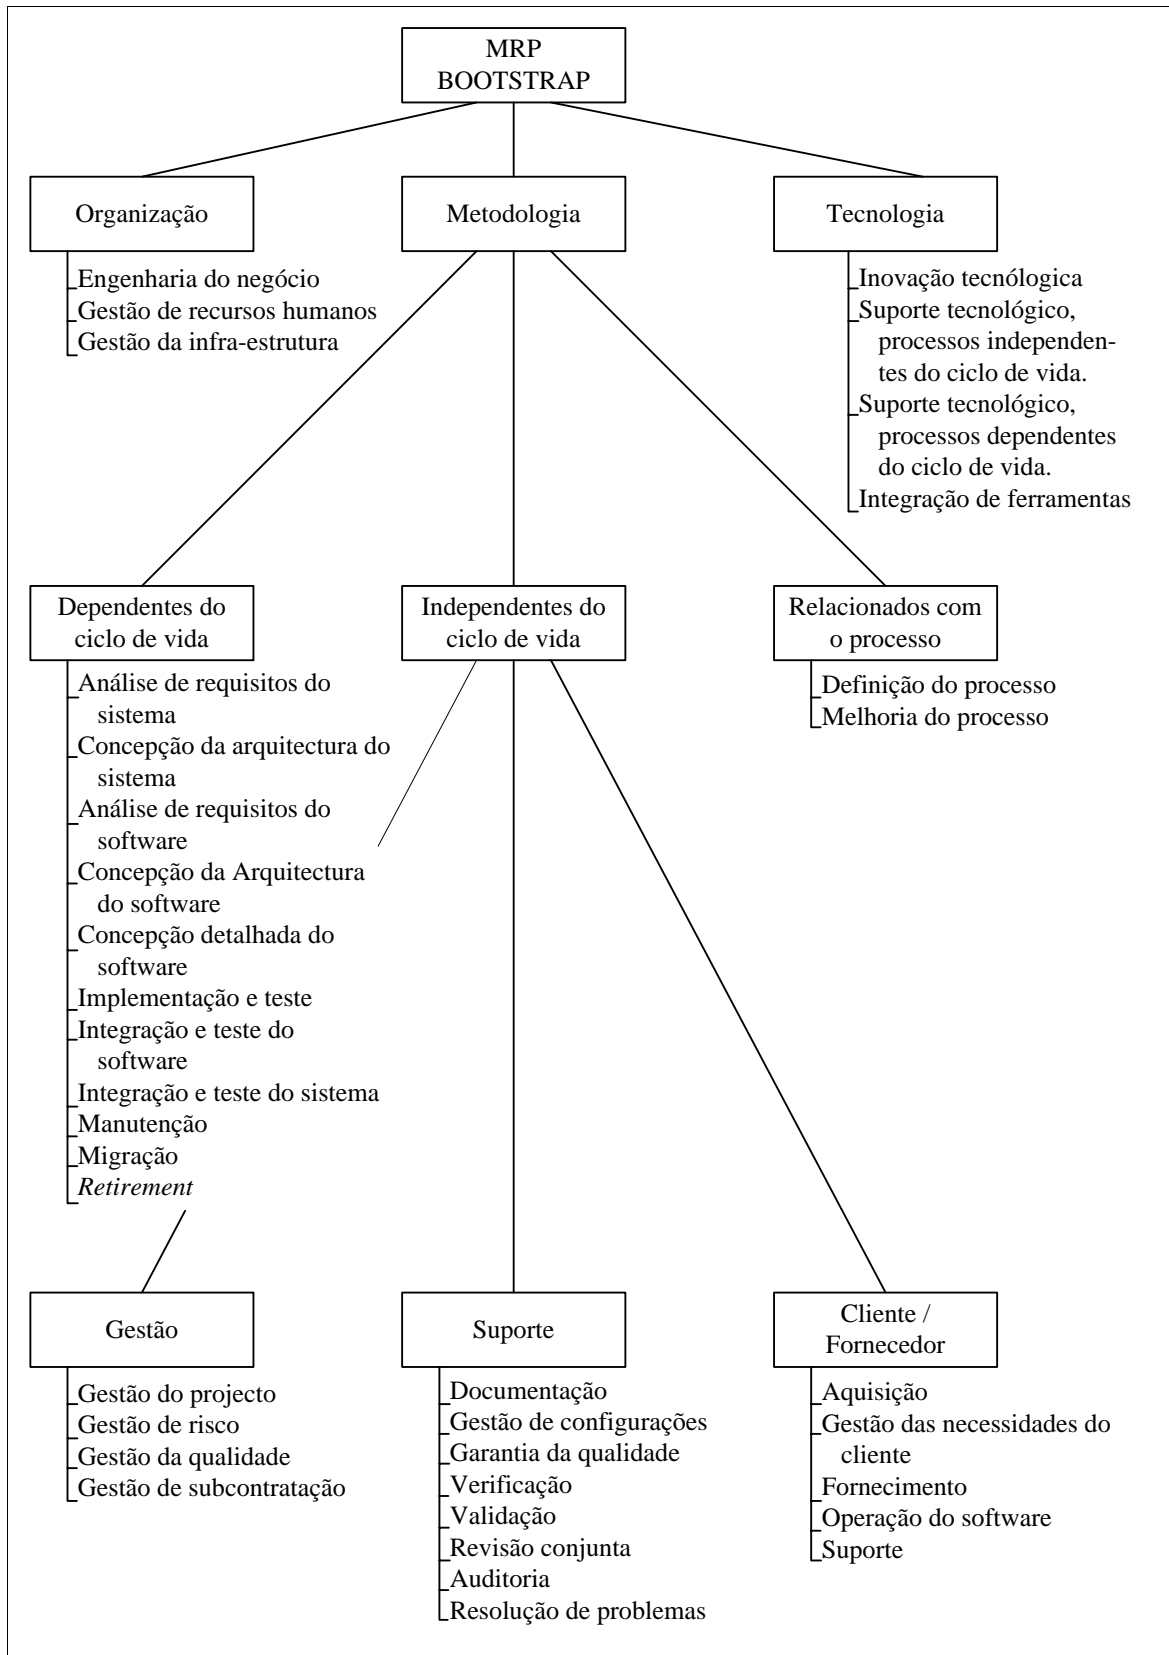 MRP
BOOTSTRAP
Organização
Metodologia
Tecnologia
Engenharia do negócio
Gestão de recursos humanos
Gestão da infra-estrutura
Inovação tecnólogica
Suporte tecnológico,
processos independen-
tes do ciclo de vida.
Suporte tecnológico,
processos dependentes
do ciclo de vida.
Integração de ferramentas
Dependentes do
ciclo de vida
Independentes do
ciclo de vida
Relacionados com
o processo
Análise de requisitos do
sistema
Concepção da arquitectura do
sistema
Análise de requisitos do
software
Concepção da Arquitectura
do software
Concepção detalhada do
software
Implementação e teste
Integração e teste do
software
Integração e teste do sistema
Manutenção
Migração
Retirement
Definição do processo
Melhoria do processo
Gestão
Suporte
Cliente /
Fornecedor
Gestão do projecto
Gestão de risco
Gestão da qualidade
Gestão de subcontratação
Documentação
Gestão de configurações
Garantia da qualidade
Verificação
Validação
Revisão conjunta
Auditoria
Resolução de problemas
Aquisição
Gestão das necessidades do
cliente
Fornecimento
Operação do software
Suporte